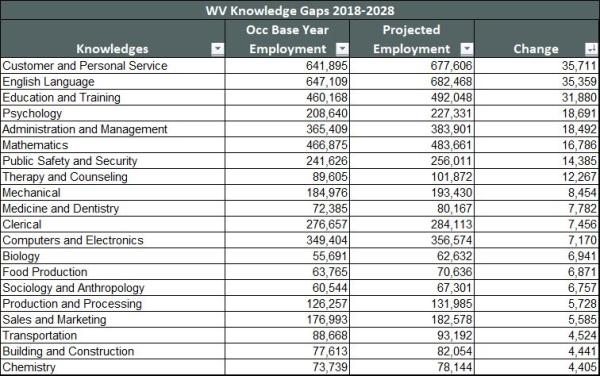 WV Knowledge Gaps 2018-2028
Knowledges Occ Base Year Employment Projected Employment Change
Customer and Personal Service 641,895 677,606 35,711
English Language 647,109 682,468 35,359
Education and Training 460,168 492,048 31,880
Psychology 208,640 227,331 18,691
Administration and Management 365,409 383,901 18,492
Mathematics 466,875 483,661 16,786
Public Safety and Security 241,626 256,011 14,385
Therapy and Counseling 89,605 101,872 12,267
Mechanical 184,976 193,430 8,454
Medicine and Dentistry 72,385 80,167 7,782
Clerical 276,657 284,113 7,456
Computers and Electronics 349,404 356,574 7,170
Biology 55,691 62,632 6,941
Food Production 63,765 70,636 6,871
Sociology and Anthropology 60,544 67,301 6,757
Production and Processing 126,257 131,985 5,728
Sales and Marketing 176,993 182,578 5,585
Transportation 88,668 93,192 4,524
Building and Construction 77,613 82,054 4,441
Chemistry 73,739 78,144 4,405